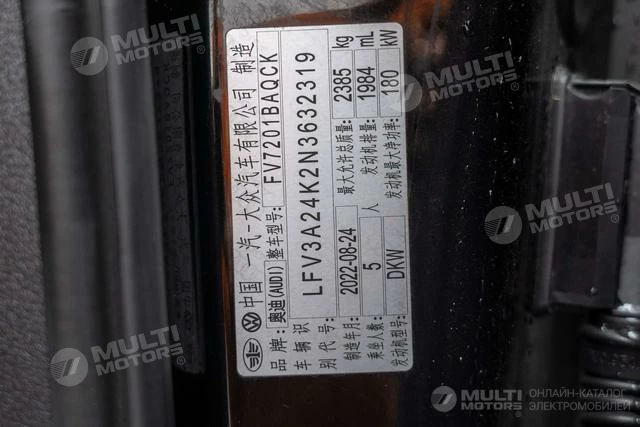 中国 一汽-大众汽车有限公司 制造
品牌: 奥迪(AUDI) 整车型号: FV7201BAQCK
车辆识别代号: LFV3A24K2N3632319
制造年月: 2022-08-24 最大允许总质量: 2385 kg
乘坐人数: 5 人 发动机排量: 1984 mL
发动机型号: DKW 发动机最大净功率: 180 kW
MULTI MOTORS®
MULTI MOTORS®
MULTI MOTORS®
MULTI MOTORS®
MULTI MOTORS® ОНЛАЙН-КАТАЛОГ ЭЛЕКТРОМОБИЛЕЙ